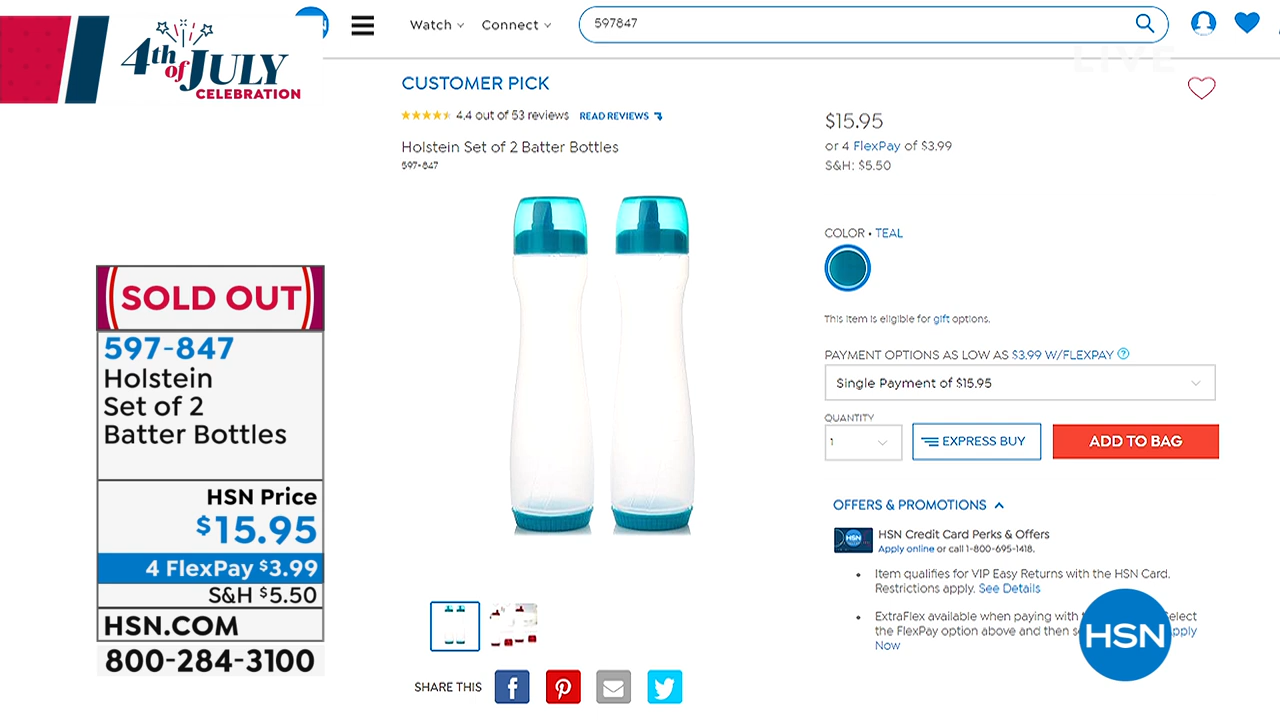 4th of JULY
CELEBRATION
Watch
Connect
597847
LIVE
CUSTOMER PICK
4.4 out of 53 reviews READ REVIEWS
Holstein Set of 2 Batter Bottles
597-847
$15.95
or 4 FlexPay of $3.99
S&H: $5.50
COLOR • TEAL
This item is eligible for gift options.
PAYMENT OPTIONS AS LOW AS $3.99 W/FLEXPAY ?
Single Payment of $15.95
QUANTITY
1
EXPRESS BUY
ADD TO BAG
OFFERS & PROMOTIONS
HSN
HSN Credit Card Perks & Offers
Apply online or call 1-800-695-1418.
• Item qualifies for VIP Easy Returns with the HSN Card.
Restrictions apply. See Details
• ExtraFlex available when paying with
the FlexPay option above and then
Now
HSN
SHARE THIS
SOLD OUT
597-847
Holstein
Set of 2
Batter Bottles
HSN Price
$15.95
4 FlexPay $3.99
S&H $5.50
HSN.COM
800-284-3100